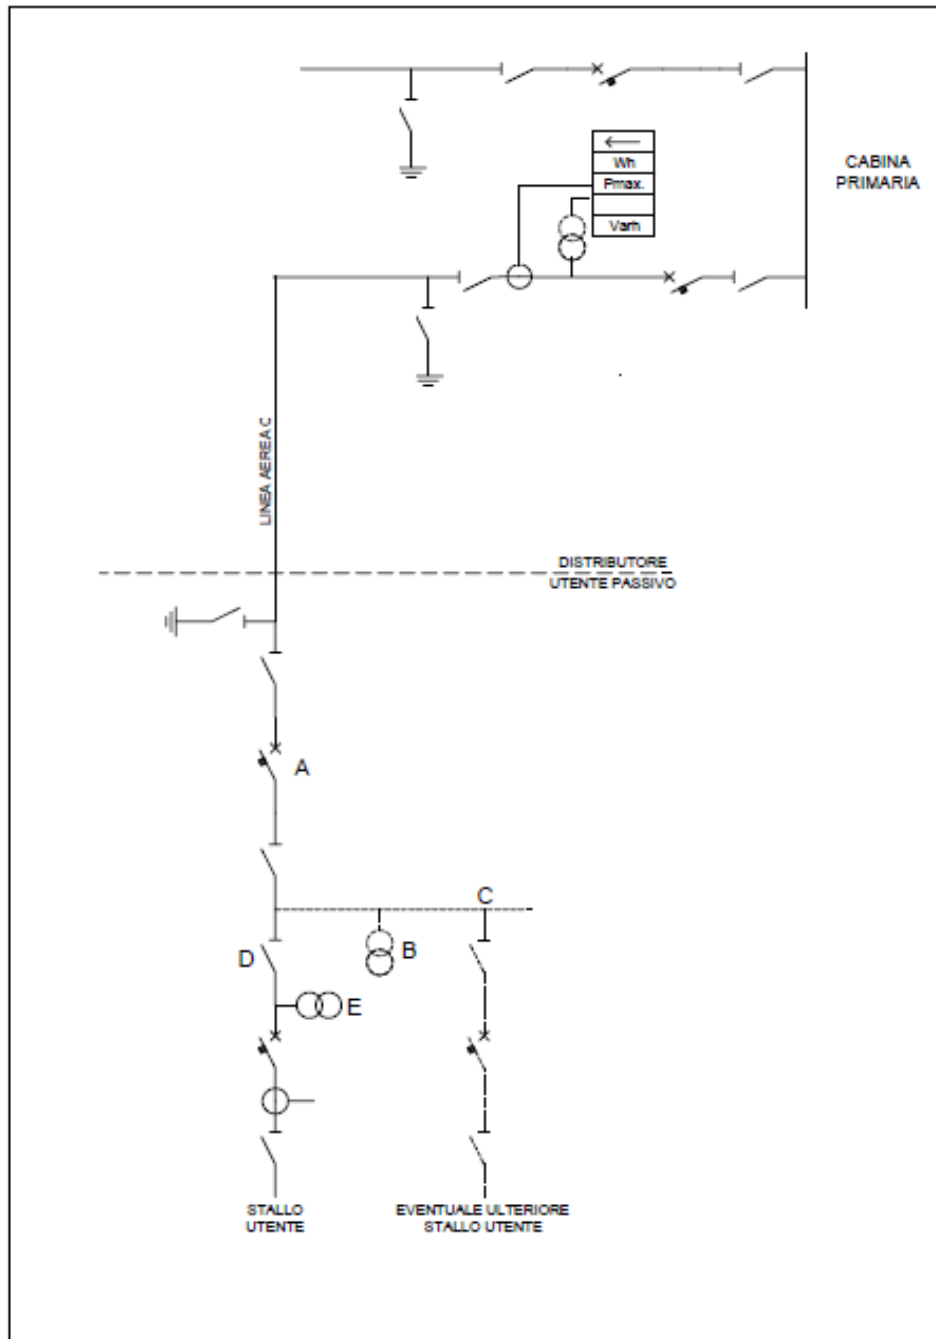 Wh
Pmax.
Varh
CABINA
PRIMARIA
LINEA AEREA C
DISTRIBUTORE
UTENTE PASSIVO
A
C
B
D
E
STALLO
UTENTE
EVENTUALE ULTERIORE
STALLO UTENTE